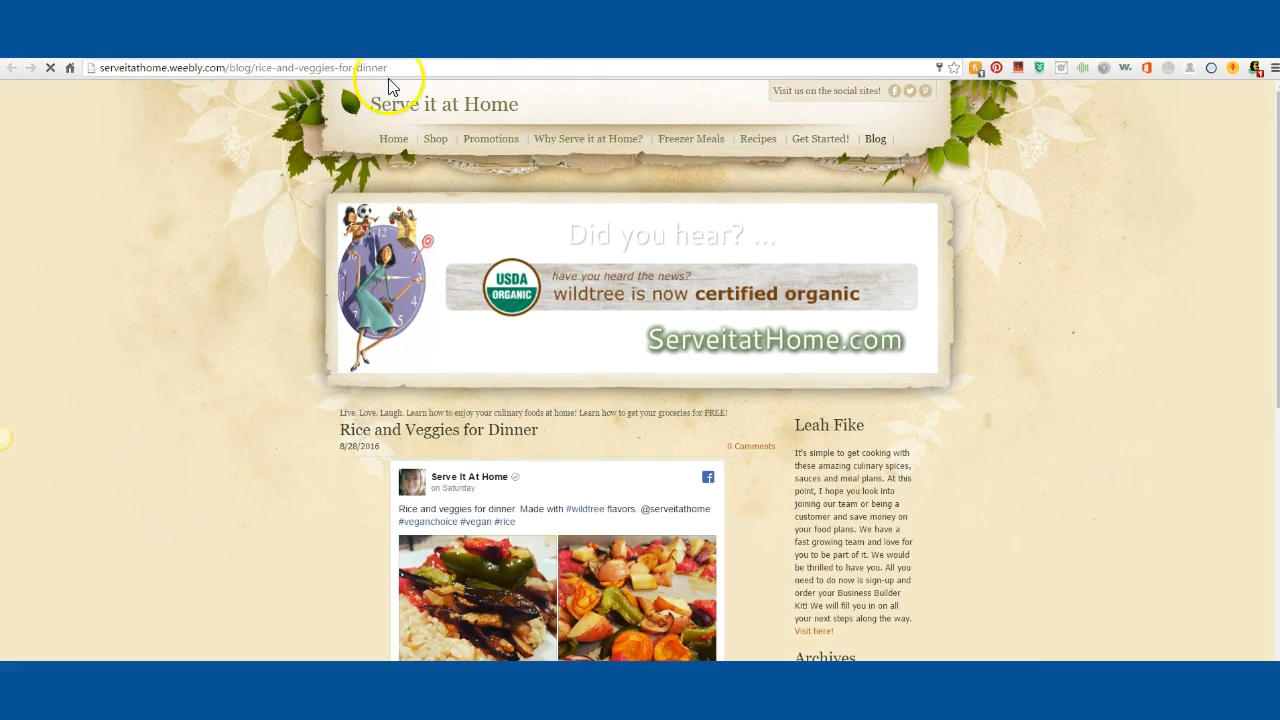 serveitathome.weebly.com/blog/rice-and-veggies-for-dinner
Serve it at Home
Visit us on the social sites!
Home Shop Promotions Why Serve it at Home? Freezer Meals Recipes Get Started! Blog
Did you hear? ...
USDA
ORGANIC
have you heard the news?
wildtree is now certified organic
ServeitatHome.com
Live. Love. Laugh. Learn how to enjoy your culinary foods at home! Learn how to get your groceries for FREE!
Rice and Veggies for Dinner
8/28/2016
0 Comments
Serve It At Home
on Saturday
Rice and veggies for dinner. Made with #wildtree flavors. @serveitathome
#veganchoice #vegan #rice
Leah Fike
It's simple to get cooking with
these amazing culinary spices,
sauces and meal plans. At this
point, I hope you look into
joining our team or being a
customer and save money on
your food plans. We have a
fast growing team and love for
you to be part of it. We would
be thrilled to have you. All you
need to do now is sign-up and
order your Business Builder
Kit! We will fill you in on all
your next steps along the way.
Visit here!
Archives